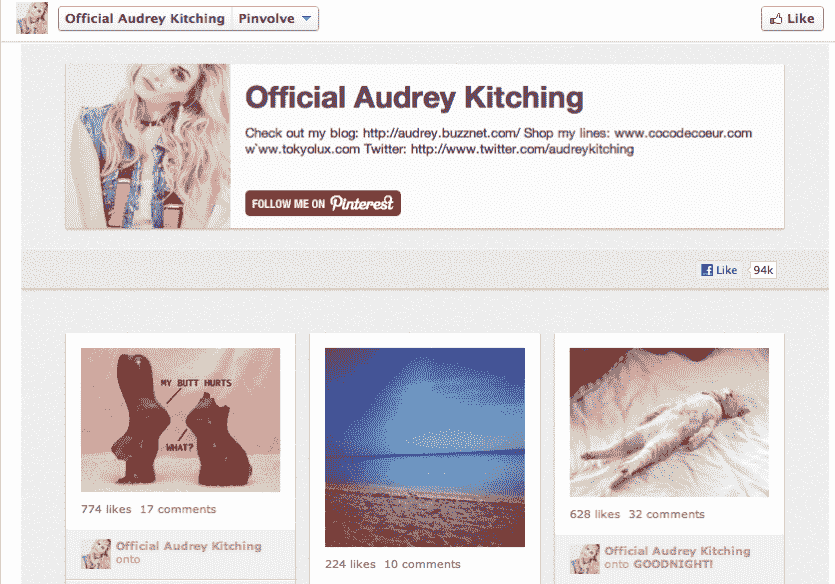 Official Audrey Kitching Pinvolve
Like
Official Audrey Kitching
Check out my blog: http://audrey.buzznet.com/ Shop my lines: www.cocodecoeur.com
w`ww.tokyolux.com Twitter: http://www.twitter.com/audreykitching
FOLLOW ME ON Pinterest
Like 94k
MY BUTT HURTS
WHAT?
774 likes 17 comments
Official Audrey Kitching
onto
224 likes 10 comments
628 likes 32 comments
Official Audrey Kitching
onto GOODNIGHT!